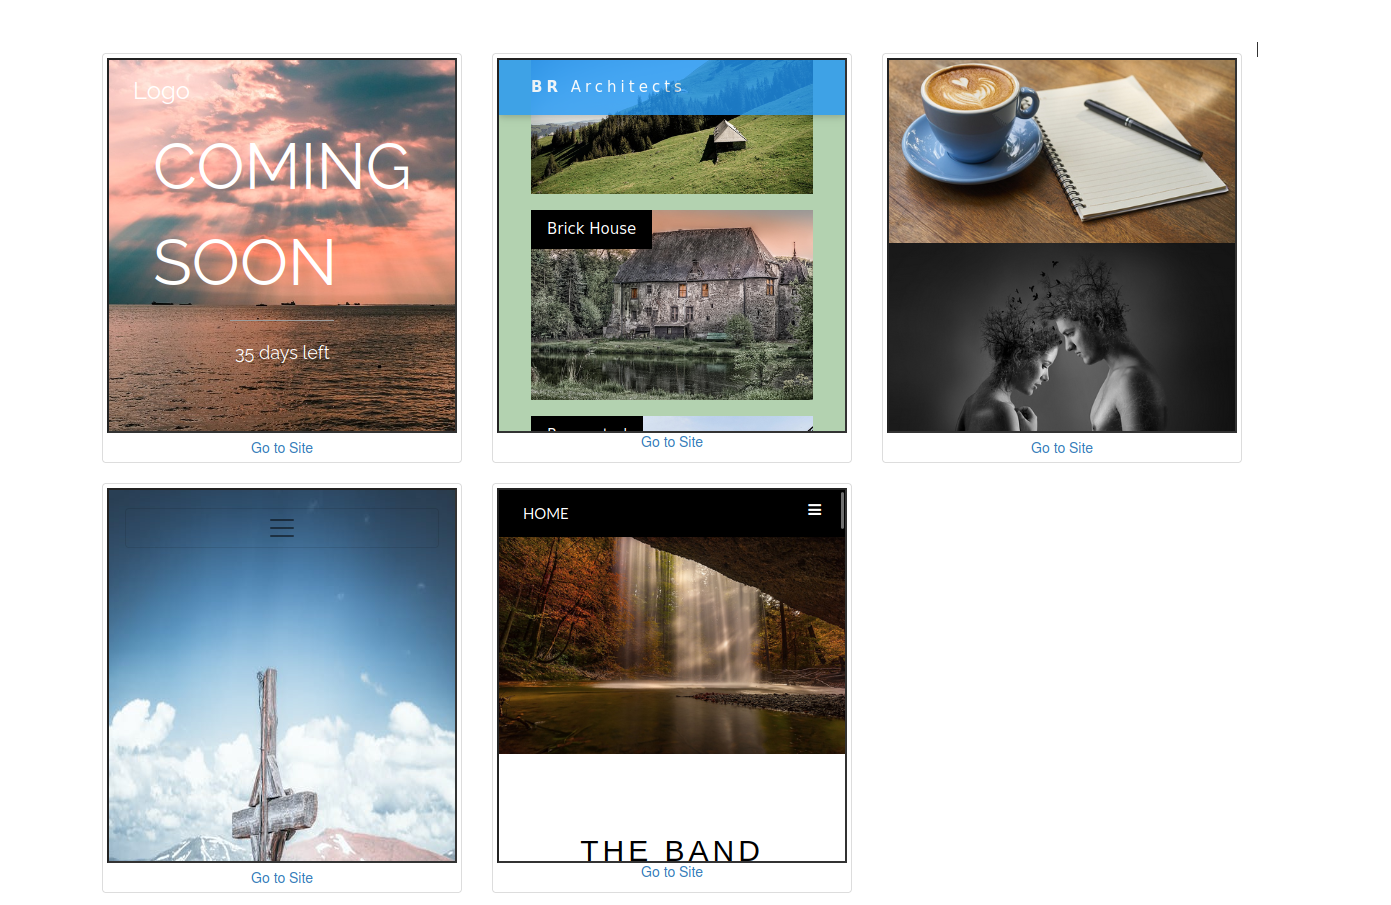 Logo
COMING
SOON
35 days left
Go to Site
BR Architects
Brick House
Go to Site
Go to Site
Go to Site
HOME
THE BAND
Go to Site